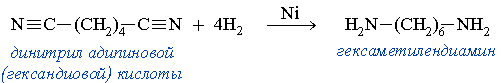 N≡C−(CH₂)₄−C≡N + 4H₂ Ni → H₂N−(CH₂)₆−NH₂
динитрил адипиновой гексаметилендиамин
(гександиовой) кислоты